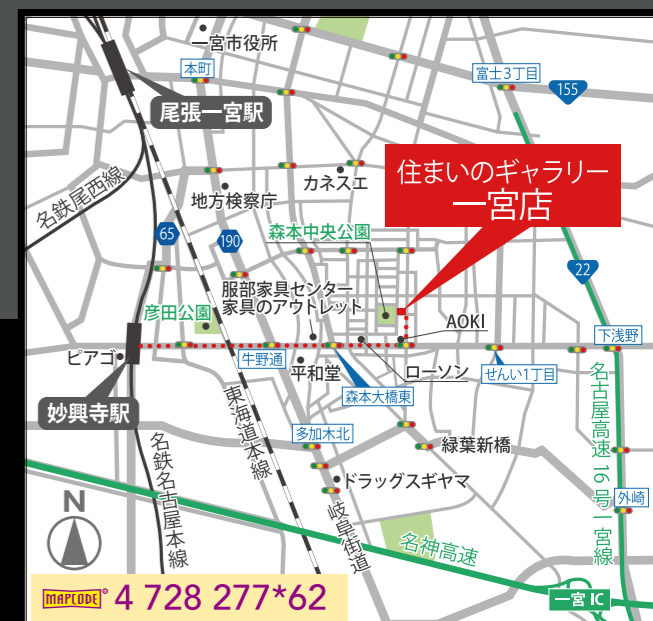 一宮市役所
本町
富士3丁目
155
尾張一宮駅
カネスエ
住まいのギャラリー
一宮店
名鉄尾西線
地方検察庁
65
190
森本中央公園
22
服部家具センター
家具のアウトレット
彦田公園
AOKI
下浅野
ピアゴ
牛野通
平和堂
ローソン
せんい1丁目
森本大橋東
妙興寺駅
東海道本線
名古屋高速16号一宮線
多加木北
緑葉新橋
名鉄名古屋本線
ドラッグスギヤマ
外崎
N
岐阜街道
名神高速
MAPCODE® 4 728 277*62
一宮IC